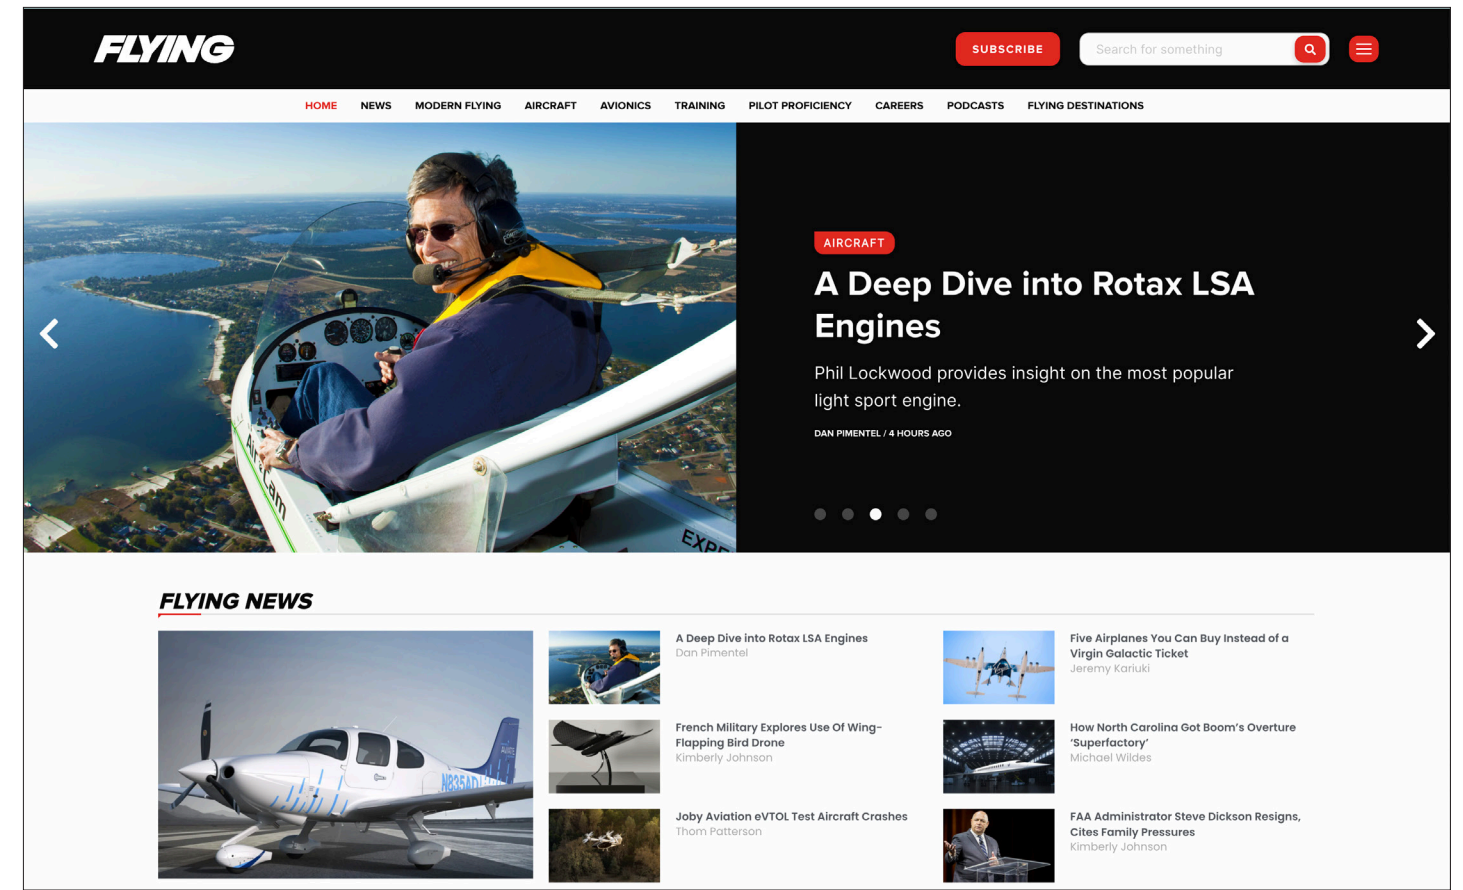 FLYING
SUBSCRIBE
Search for something
HOME NEWS MODERN FLYING AIRCRAFT AVIONICS TRAINING PILOT PROFICIENCY CAREERS PODCASTS FLYING DESTINATIONS
AirCam
EXPE
AIRCRAFT
A Deep Dive into Rotax LSA
Engines
Phil Lockwood provides insight on the most popular
light sport engine.
DAN PIMENTEL / 4 HOURS AGO
FLYING NEWS
N835AD
A Deep Dive into Rotax LSA Engines
Dan Pimentel
French Military Explores Use Of Wing-
Flapping Bird Drone
Kimberly Johnson
Joby Aviation eVTOL Test Aircraft Crashes
Thom Patterson
Five Airplanes You Can Buy Instead of a
Virgin Galactic Ticket
Jeremy Kariuki
How North Carolina Got Boom's Overture
'Superfactory'
Michael Wildes
FAA Administrator Steve Dickson Resigns,
Cites Family Pressures
Kimberly Johnson